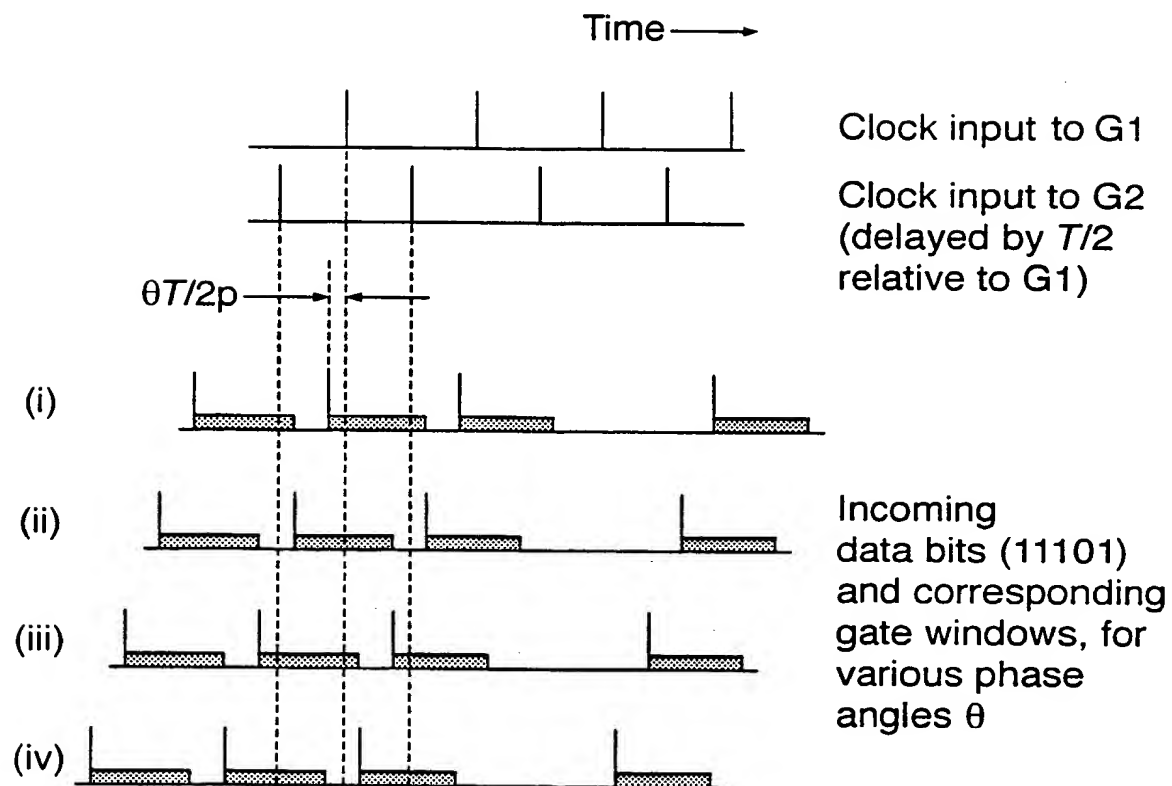 Time
Clock input to G1
Clock input to G2
(delayed by T/2
relative to G1)
θT/2p
(i)
(ii)
Incoming
data bits (11101)
and corresponding
gate windows, for
various phase
angles θ
(iii)
(iv)